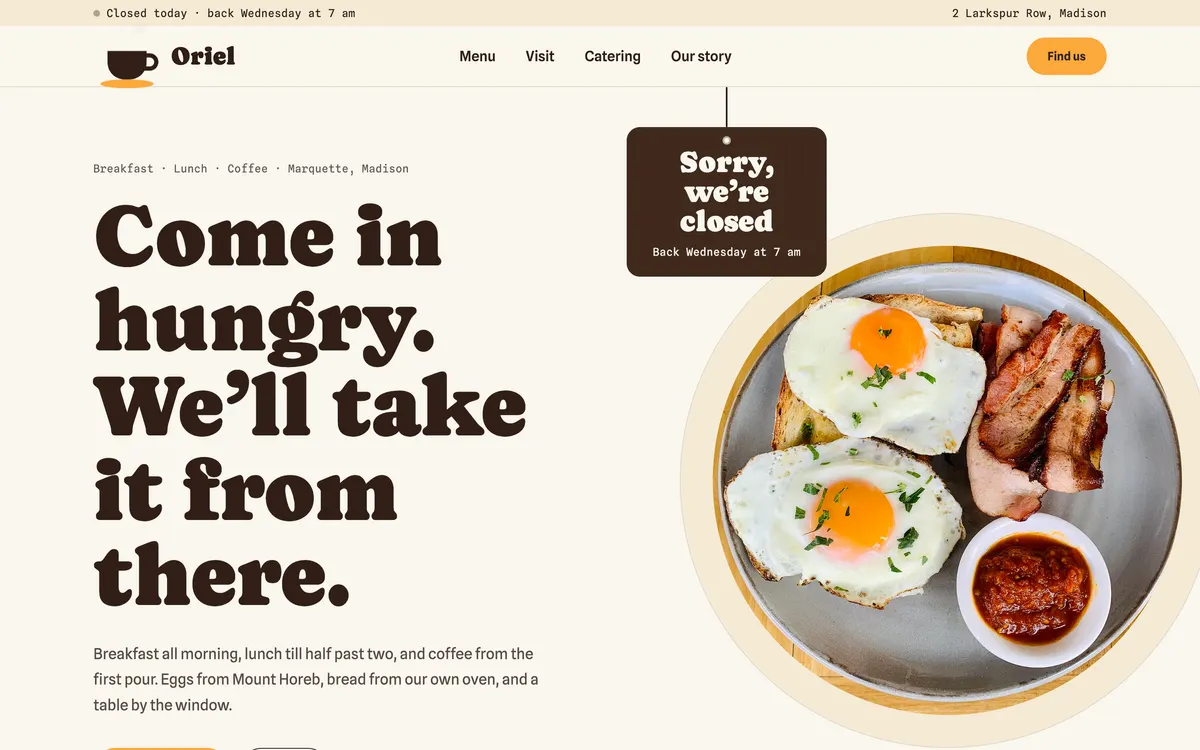 Closed today · back Wednesday at 7 am
2 Larkspur Row, Madison
Oriel
Menu
Visit
Catering
Our story
Find us
Sorry,
we’re
closed
Back Wednesday at 7 am
Breakfast · Lunch · Coffee · Marquette, Madison
Come in
hungry.
We’ll take
it from
there.
Breakfast all morning, lunch till half past two, and coffee from the
first pour. Eggs from Mount Horeb, bread from our own oven, and a
table by the window.